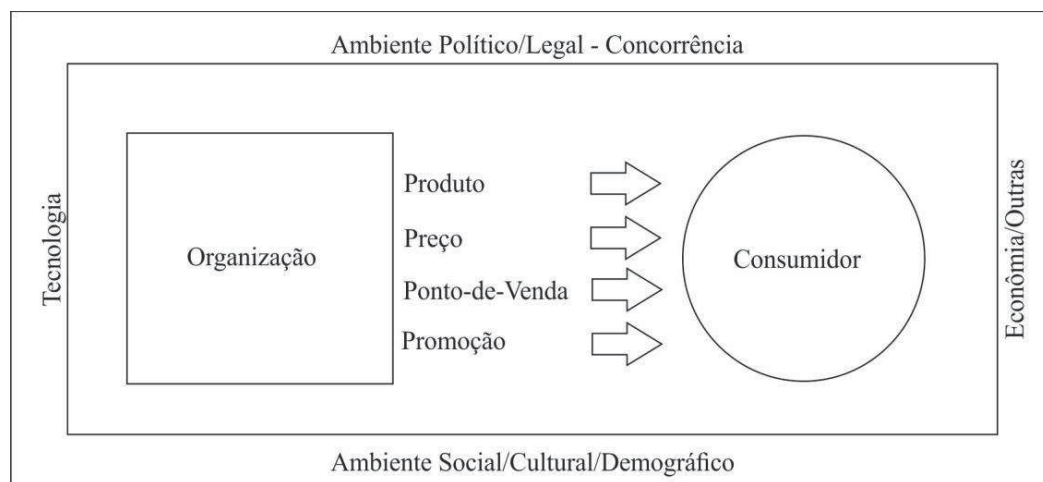 Ambiente Político/Legal - Concorrência
Tecnologia
Organização
Produto
Preço
Ponto-de-Venda
Promoção
Consumidor
Econômia/Outras
Ambiente Social/Cultural/Demográfico